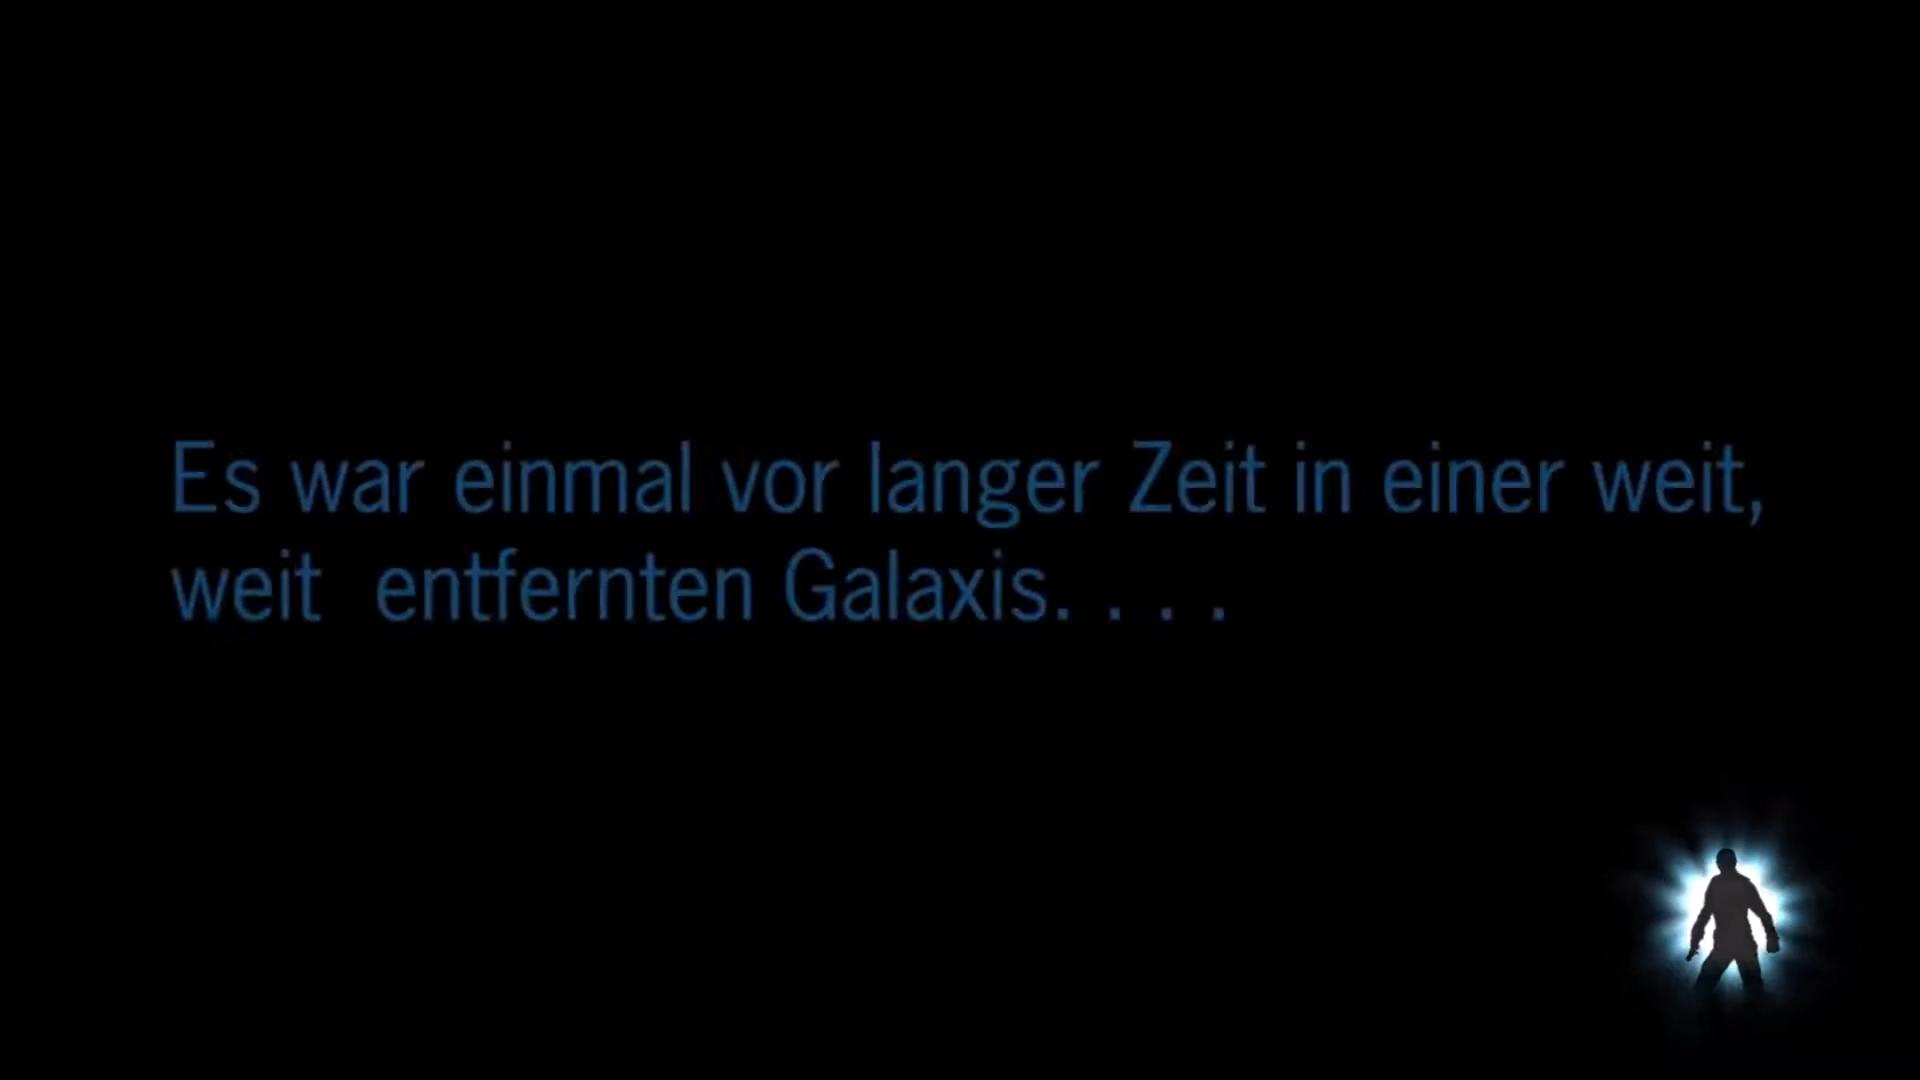 Es war einmal vor langer Zeit in einer weit,
weit  entfernten Galaxis. . . .